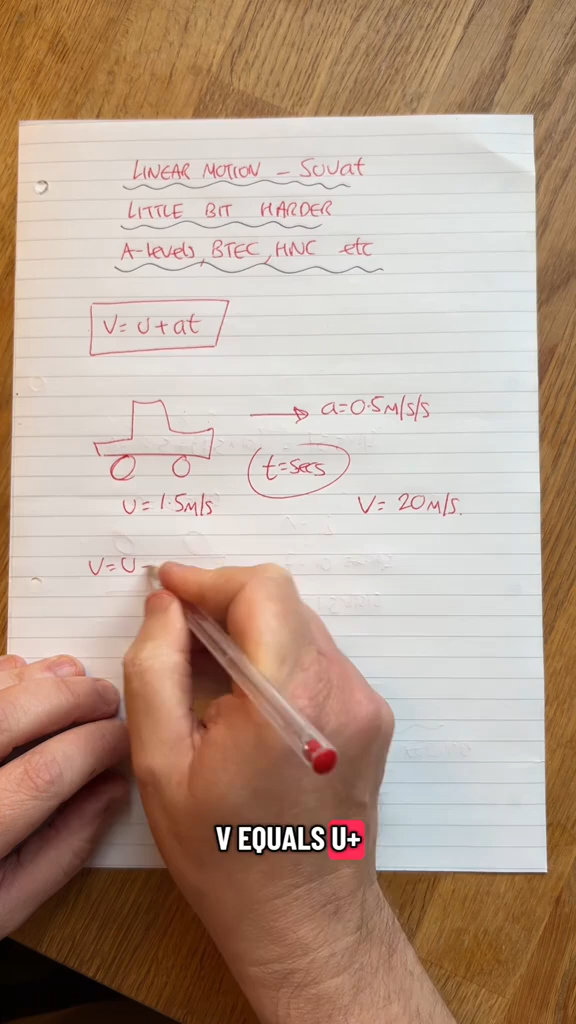 LINEAR MOTION - SUVat
LITTLE BIT HARDER
A-levels, BTEC, HNC etc
V= U+at
a=0.5M/S/S
t=secs
U= 1.5M/S
V= 20M/S.
V=U -
V EQUALS U+